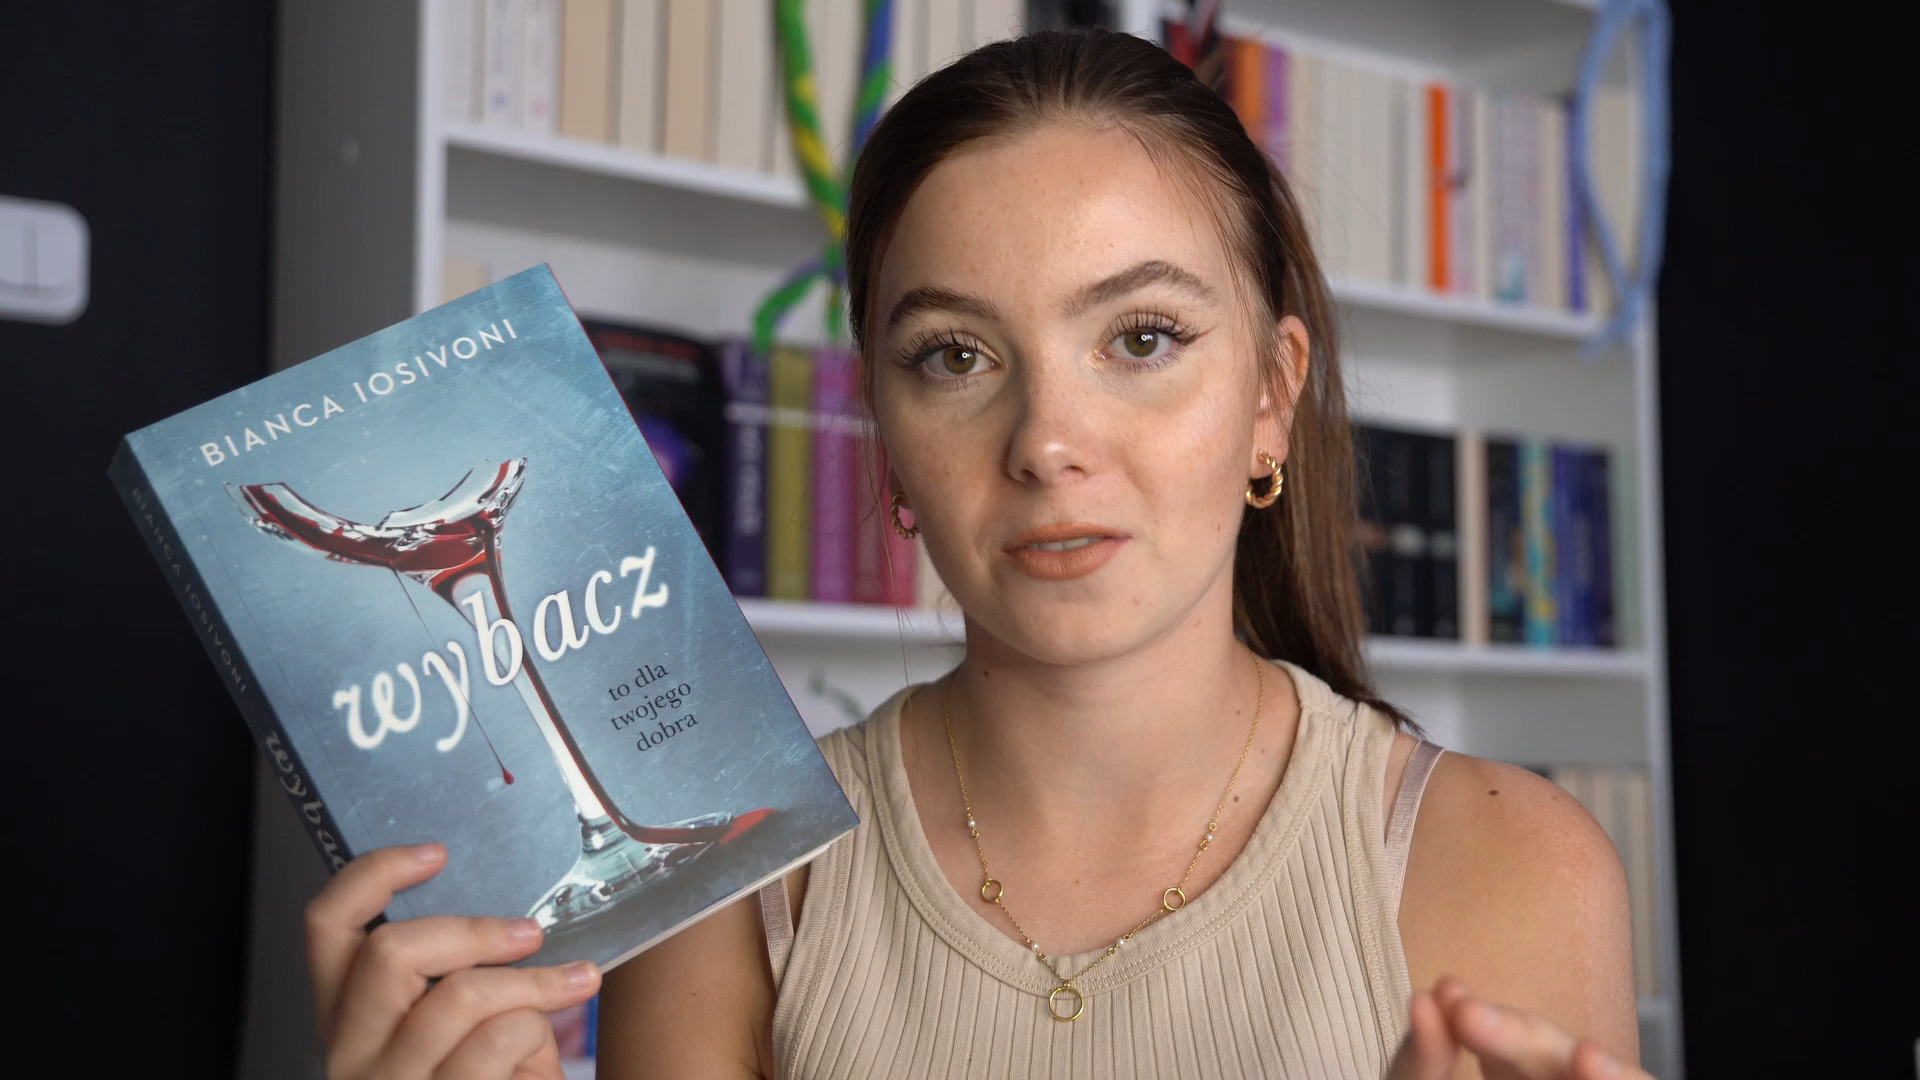 BIANCA IOSIVONI
wybacz
to dla
twojego
dobra
BIANCA IOSIVONI
wybacz